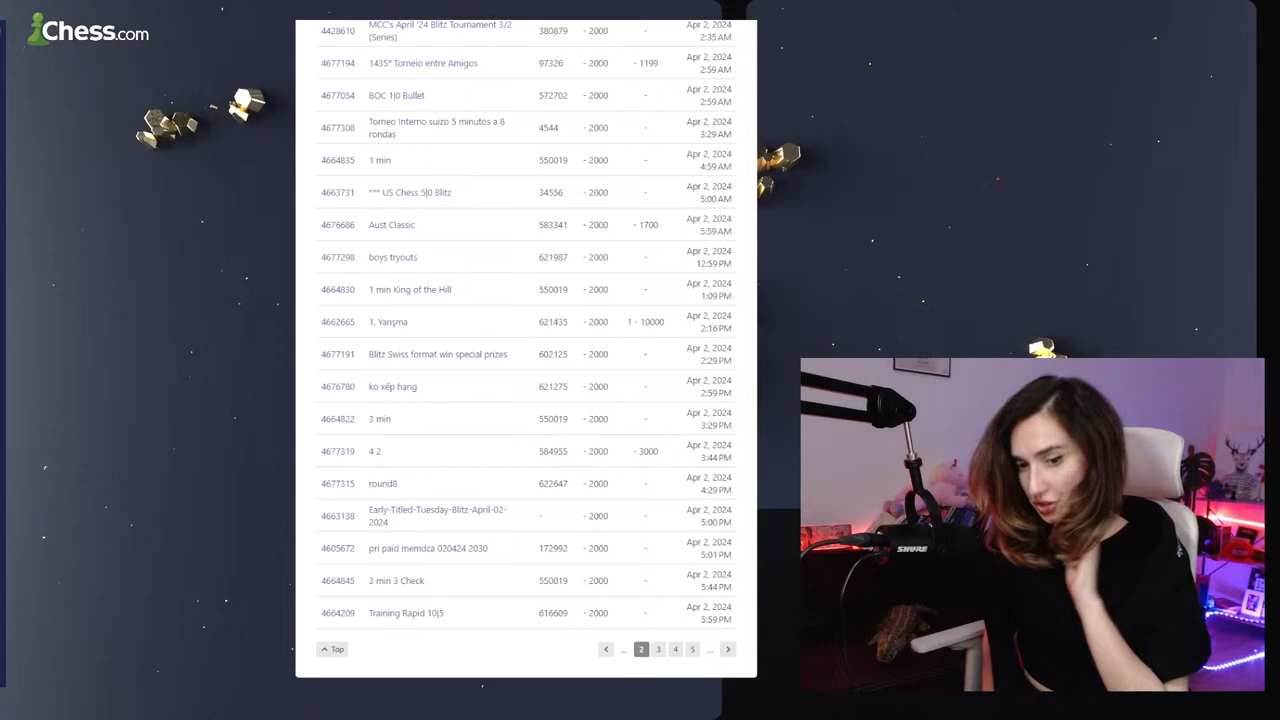 Chess.com
4428610 MCC's April '24 Blitz Tournament 3/2 (Series) 380879 - 2000 - Apr 2, 2024 2:35 AM
4677194 1435° Torneio entre Amigos 97326 - 2000 - 1199 Apr 2, 2024 2:59 AM
4677054 BOC 1|0 Bullet 572702 - 2000 - Apr 2, 2024 2:59 AM
4677308 Torneo Interno suizo 5 minutos a 8 rondas 4544 - 2000 - Apr 2, 2024 3:29 AM
4664835 1 min 550019 - 2000 - Apr 2, 2024 4:59 AM
4663731 *** US Chess 5|0 Blitz 34556 - 2000 - Apr 2, 2024 5:00 AM
4676686 Aust Classic 583341 - 2000 - 1700 Apr 2, 2024 5:59 AM
4677298 boys tryouts 621987 - 2000 - Apr 2, 2024 12:59 PM
4664830 1 min King of the Hill 550019 - 2000 - Apr 2, 2024 1:09 PM
4662665 1. Yarışma 621435 - 2000 1 - 10000 Apr 2, 2024 2:16 PM
4677191 Blitz Swiss format win special prizes 602125 - 2000 - Apr 2, 2024 2:29 PM
4676780 ko xếp hạng 621275 - 2000 - Apr 2, 2024 2:59 PM
4664822 3 min 550019 - 2000 - Apr 2, 2024 3:29 PM
4677319 4 2 584955 - 2000 - 3000 Apr 2, 2024 3:44 PM
4677315 round8 622647 - 2000 - Apr 2, 2024 4:29 PM
4663138 Early-Titled-Tuesday-Blitz-April-02-2024 - - 2000 - Apr 2, 2024 5:00 PM
4605672 pri paid memdca 020424 2030 172992 - 2000 - Apr 2, 2024 5:01 PM
4664845 3 min 3 Check 550019 - 2000 - Apr 2, 2024 5:44 PM
4664209 Training Rapid 10|5 616609 - 2000 - Apr 2, 2024 5:59 PM
Top ... 2 3 4 5 ...
SHURE